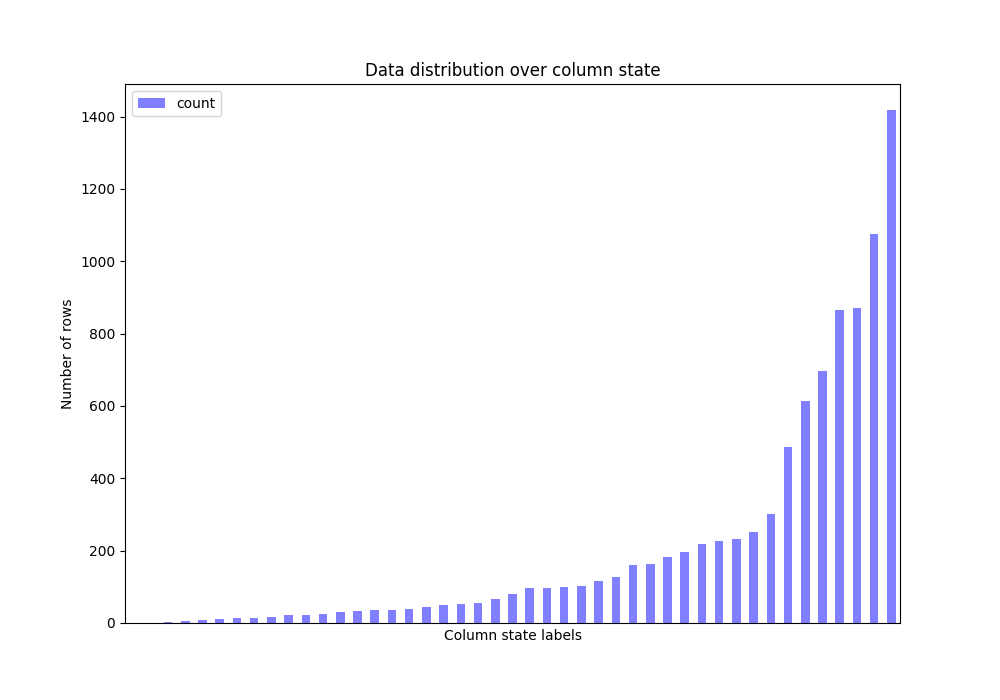 Data distribution over column state
count
1400
1200
1000
800
600
400
200
0
Number of rows
Column state labels